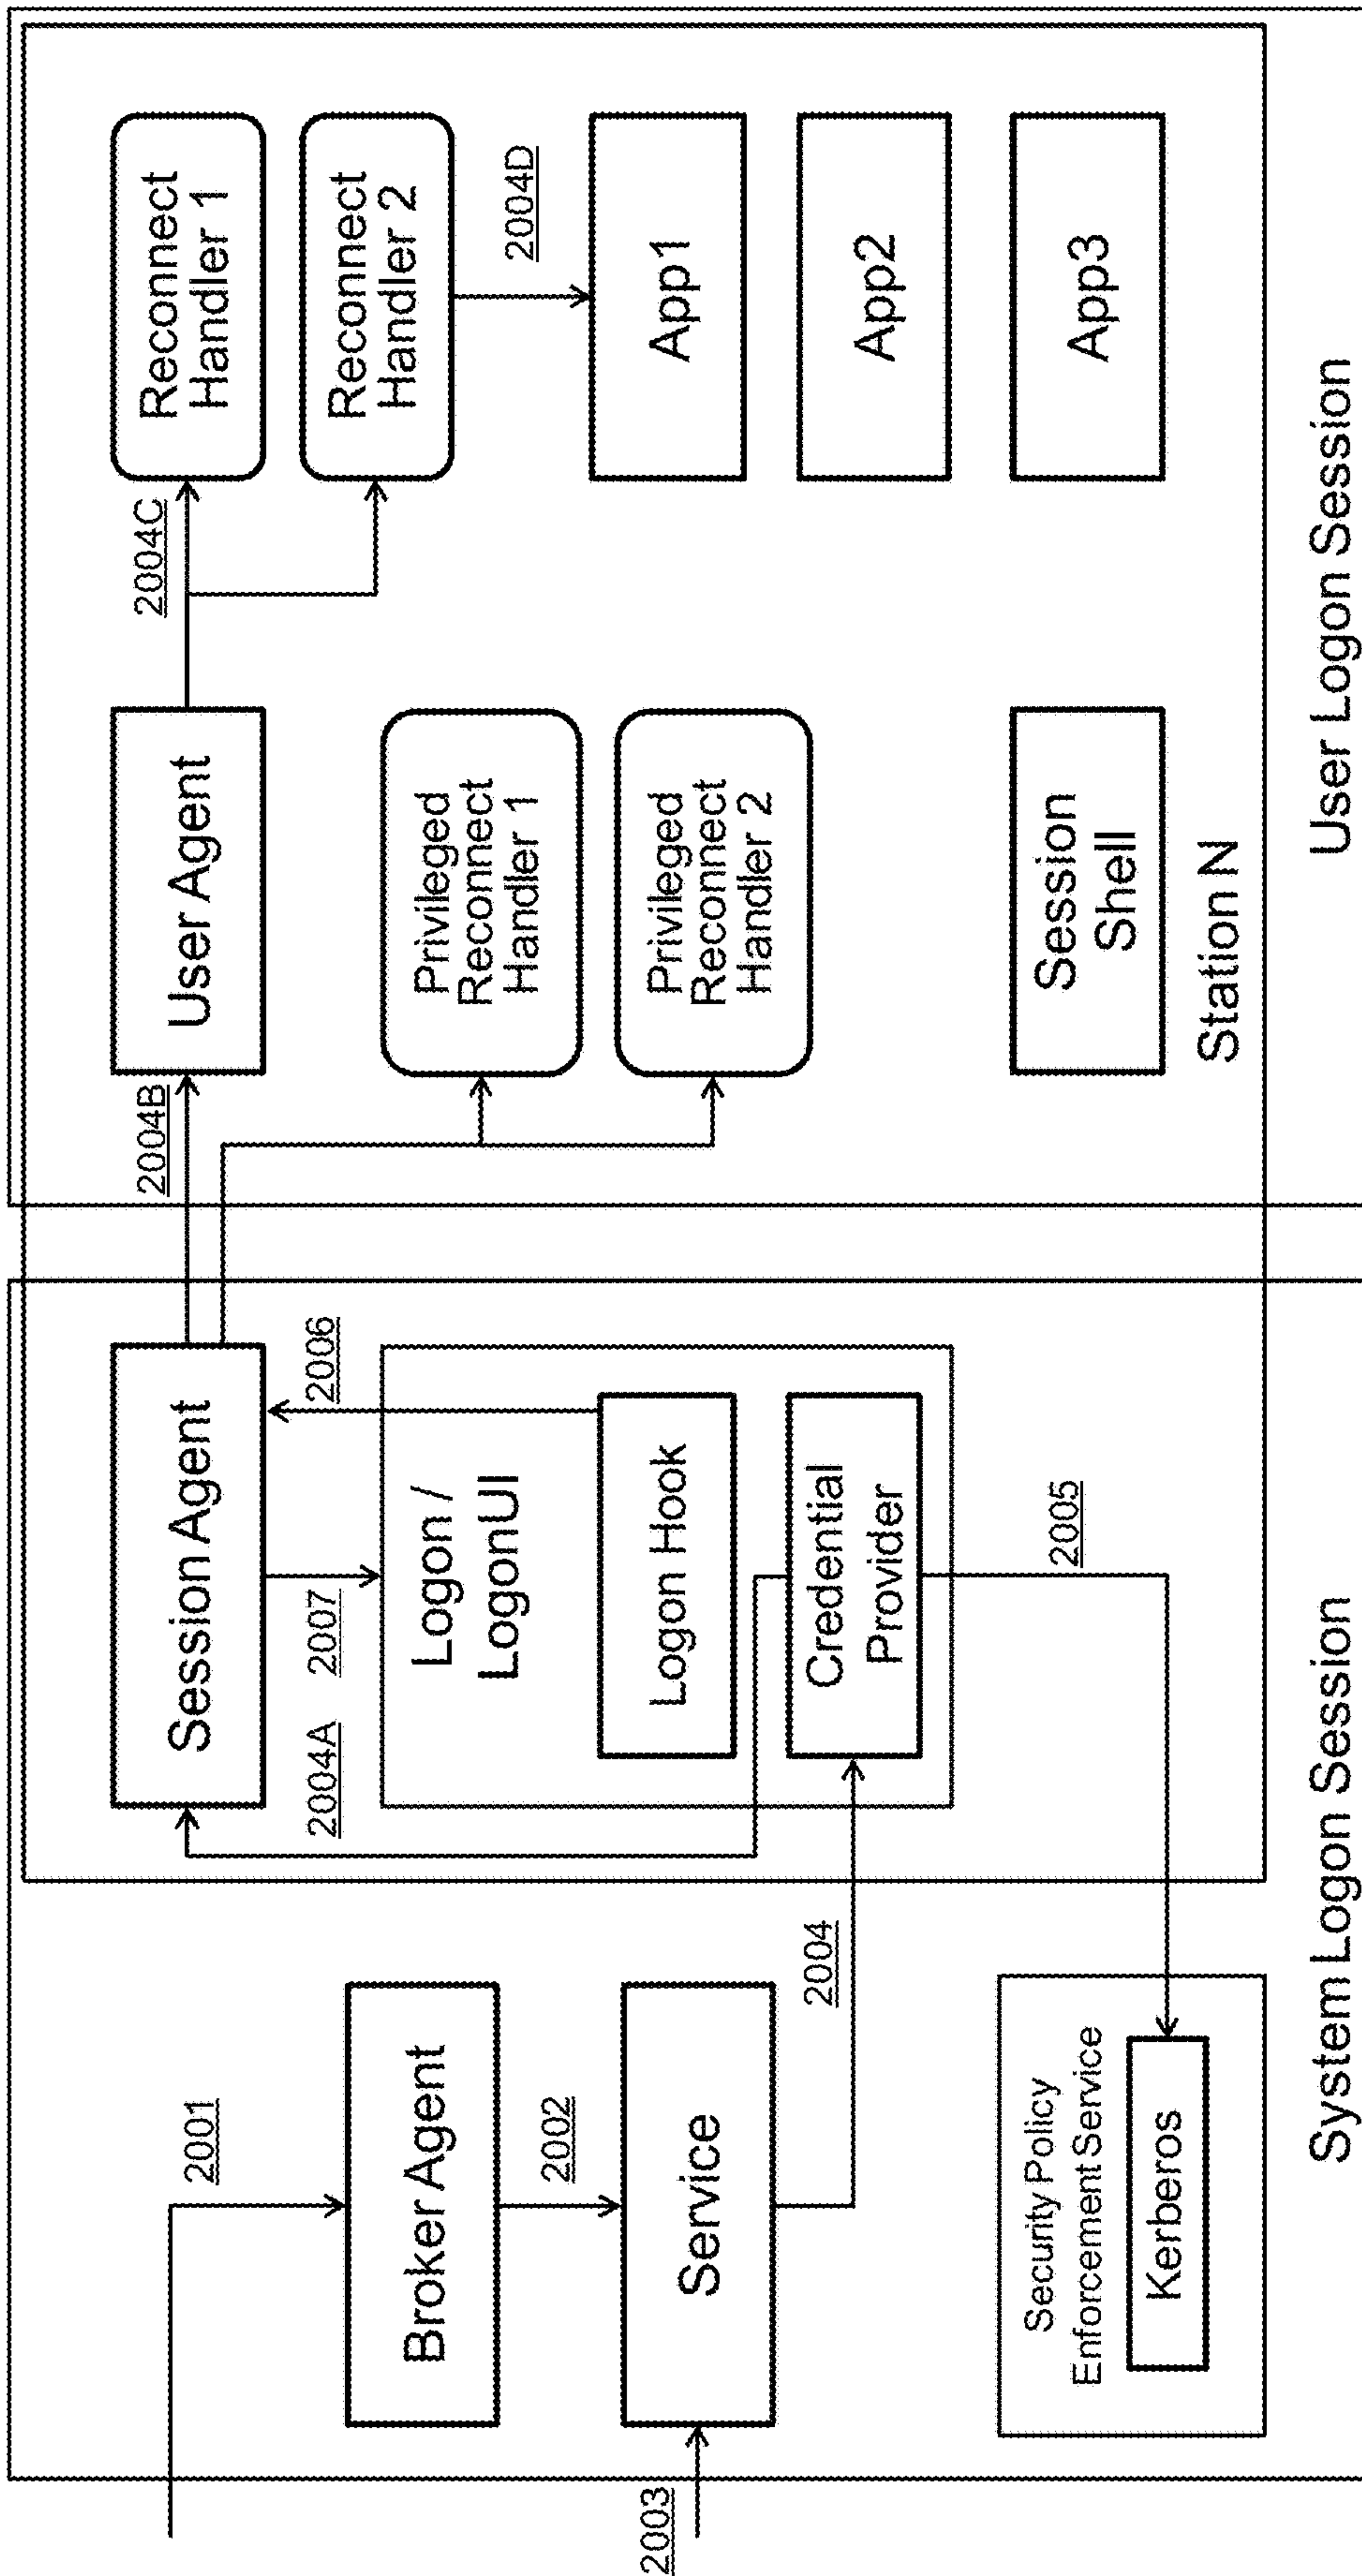 2001
Broker Agent
2002
2003
Service
2004
Security Policy
Enforcement Service
Kerberos
System Logon Session
Session Agent
2004A
2007
2006
Logon /
LogonUI
Logon Hook
Credential
Provider
2005
2004B
User Agent
Privileged
Reconnect
Handler 1
Privileged
Reconnect
Handler 2
Session
Shell
Station N
2004C
Reconnect
Handler 1
Reconnect
Handler 2
2004D
App1
App2
App3
User Logon Session